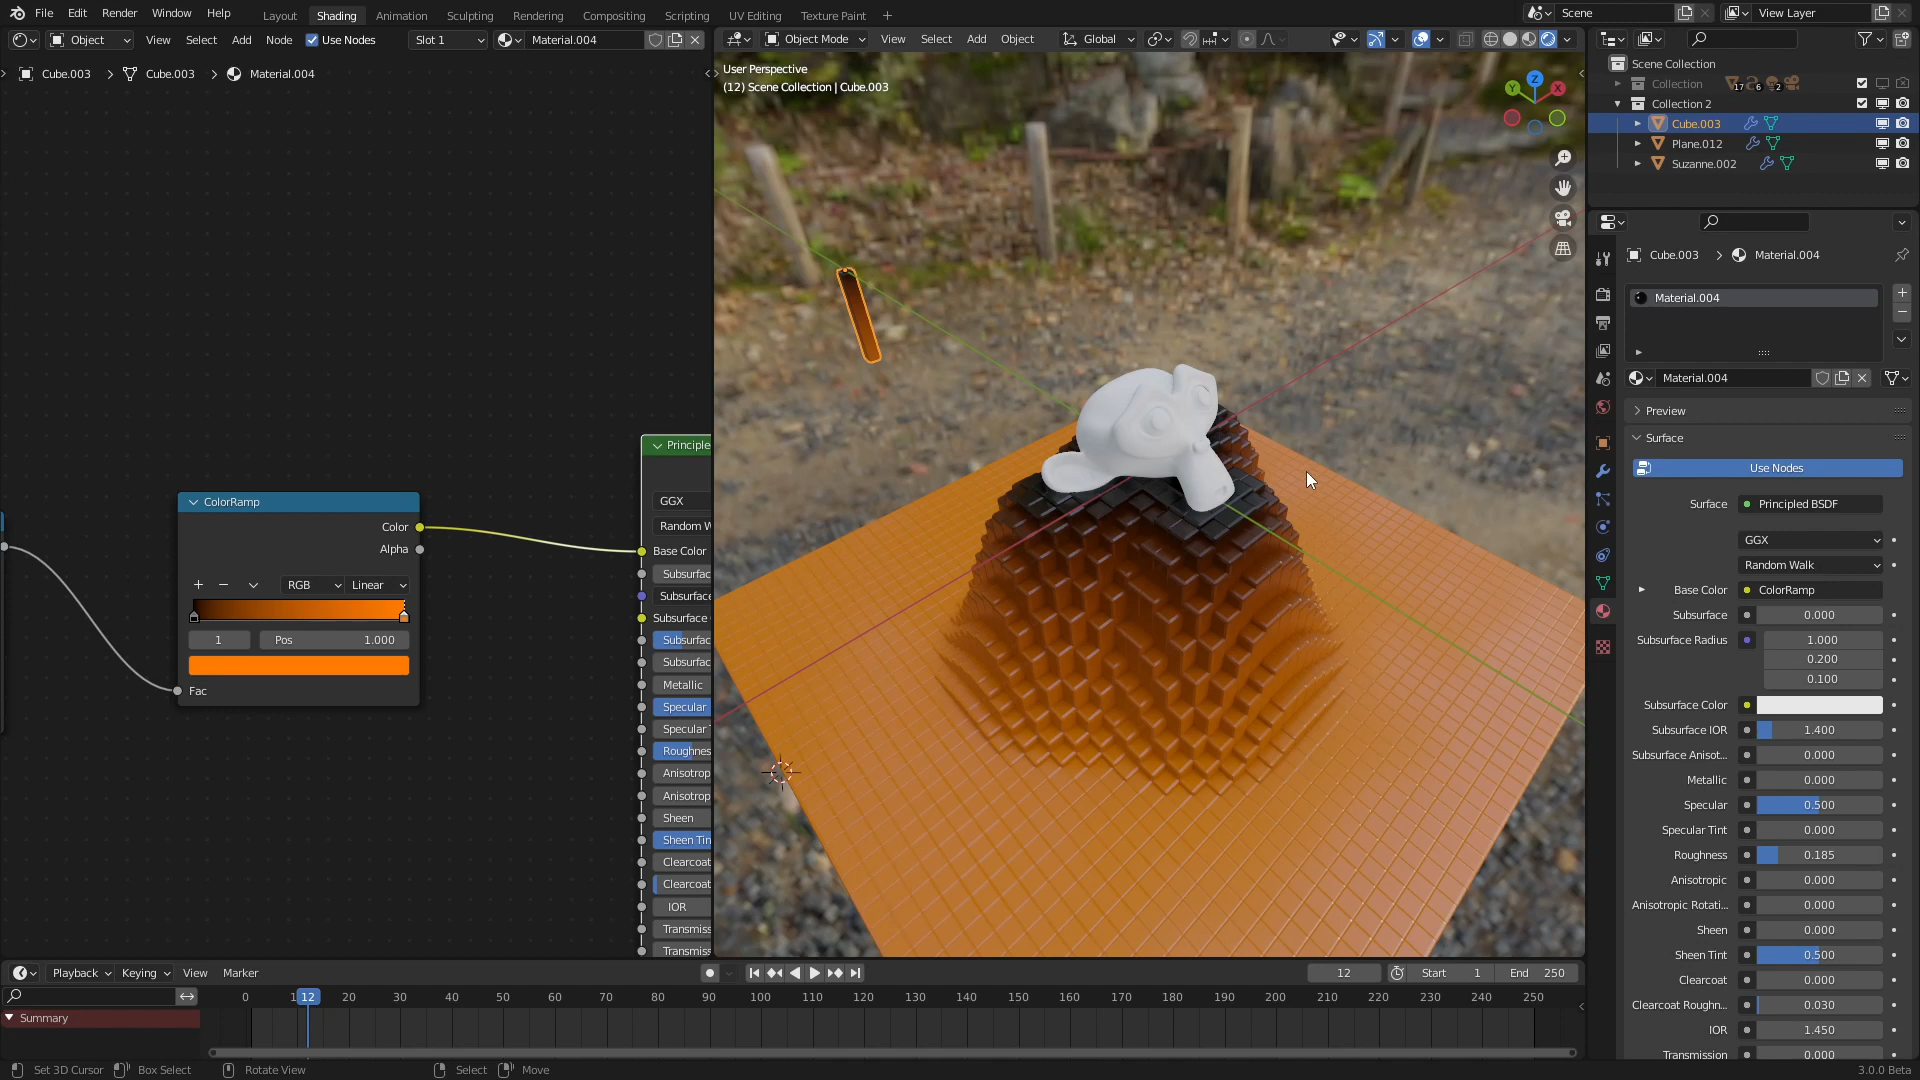 File Edit Render Window Help Layout Shading Animation Sculpting Rendering Compositing Scripting UV Editing Texture Paint + Scene View Layer
Object View Select Add Node Use Nodes Slot 1 Material.004
Cube.003 > Cube.003 > Material.004
ColorRamp
Color
Alpha
RGB Linear
1 Pos 1.000
Fac
Principle
GGX
Random W
Base Color
Subsurfac
Subsurface
Subsurface
Subsurfac
Subsurfac
Metallic
Specular
Specular
Roughnes
Anisotrop
Anisotrop
Sheen
Sheen Tin
Clearcoat
Clearcoat
IOR
Transmiss
Transmiss
Object Mode View Select Add Object Global
User Perspective
(12) Scene Collection | Cube.003
Z
Y
X
Scene Collection
Collection 17 6 2
Collection 2
Cube.003
Plane.012
Suzanne.002
Cube.003 > Material.004
Material.004
Material.004
Preview
Surface
Use Nodes
Surface Principled BSDF
GGX
Random Walk
Base Color ColorRamp
Subsurface 0.000
Subsurface Radius 1.000
0.200
0.100
Subsurface Color
Subsurface IOR 1.400
Subsurface Anisot... 0.000
Metallic 0.000
Specular 0.500
Specular Tint 0.000
Roughness 0.185
Anisotropic 0.000
Anisotropic Rotati... 0.000
Sheen 0.000
Sheen Tint 0.500
Clearcoat 0.000
Clearcoat Roughn... 0.030
IOR 1.450
Transmission 0.000
Playback Keying View Marker 12 Start 1 End 250
0 1 12 20 30 40 50 60 70 80 90 100 110 120 130 140 150 160 170 180 190 200 210 220 230 240 250
Summary
Set 3D Cursor Box Select Rotate View Select Move 3.0.0 Beta